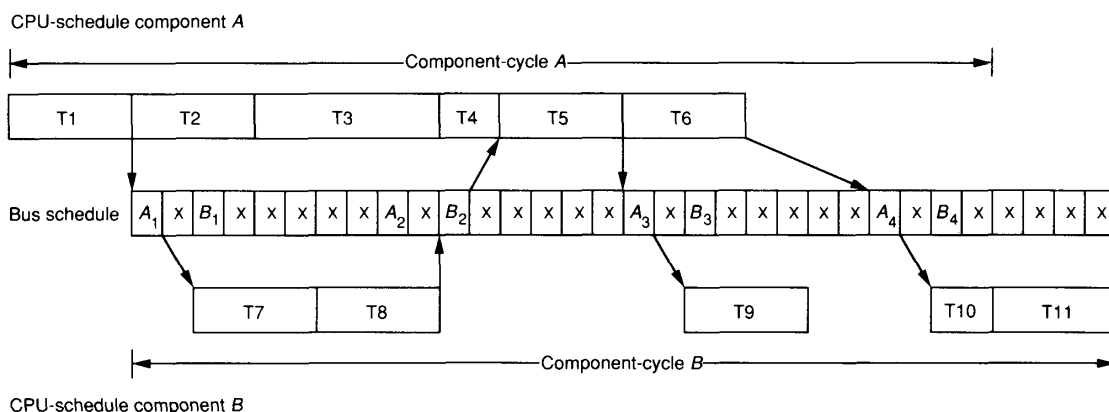 CPU-schedule component A
Component-cycle A
T1 T2 T3 T4 T5 T6
Bus schedule A₁ x B₁ x x x x x A₂ x B₂ x x x x x A₃ x B₃ x x x x x A₄ x B₄ x x x x x
T7 T8 T9 T10 T11
Component-cycle B
CPU-schedule component B